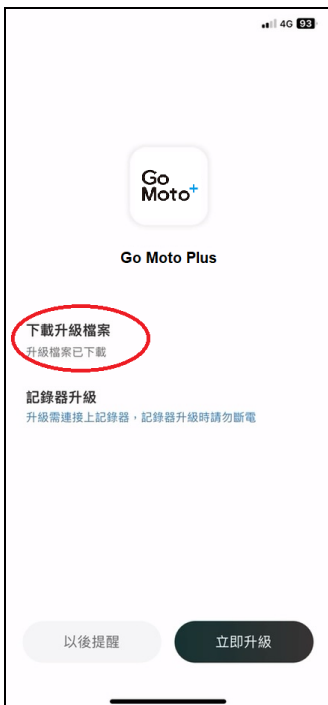 4G 93
Go
Moto+
Go Moto Plus
下載升級檔案
升級檔案已下載
記錄器升級
升級需連接上記錄器，記錄器升級時請勿斷電
以後提醒 立即升級